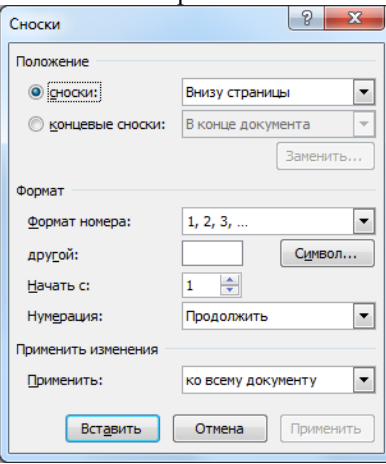 Сноски
Положение
сноски: Внизу страницы
концевые сноски: В конце документа
Заменить...
Формат
Формат номера: 1, 2, 3, ...
другой: Символ...
Начать с: 1
Нумерация: Продолжить
Применить изменения
Применить: ко всему документу
Вставить Отмена Применить